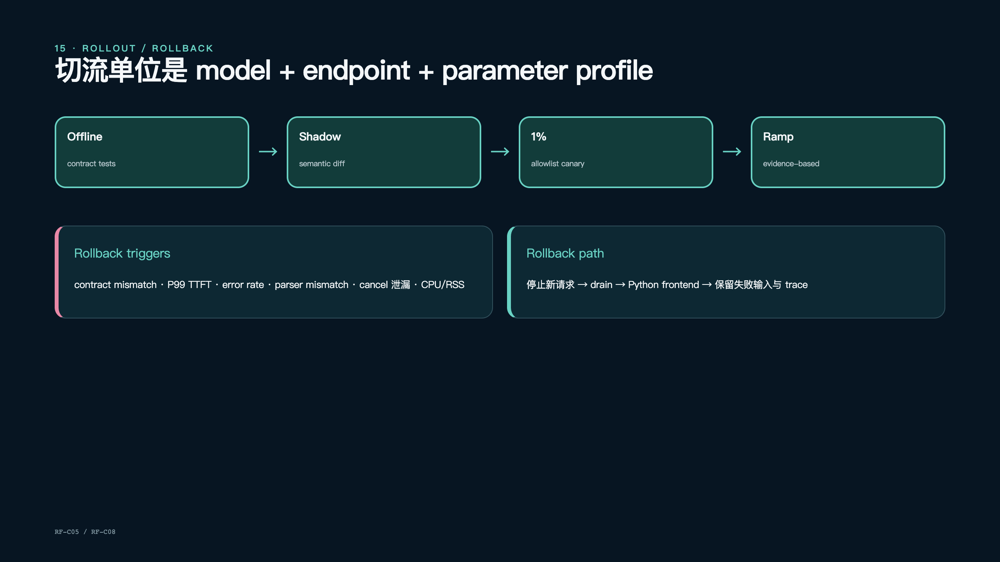 15 · ROLLOUT / ROLLBACK
切流单位是 model + endpoint + parameter profile
Offline
contract tests
→
Shadow
semantic diff
→
1%
allowlist canary
→
Ramp
evidence-based
Rollback triggers
contract mismatch · P99 TTFT · error rate · parser mismatch · cancel 泄漏 · CPU/RSS
Rollback path
停止新请求 → drain → Python frontend → 保留失败输入与 trace
RF-C05 / RF-C08